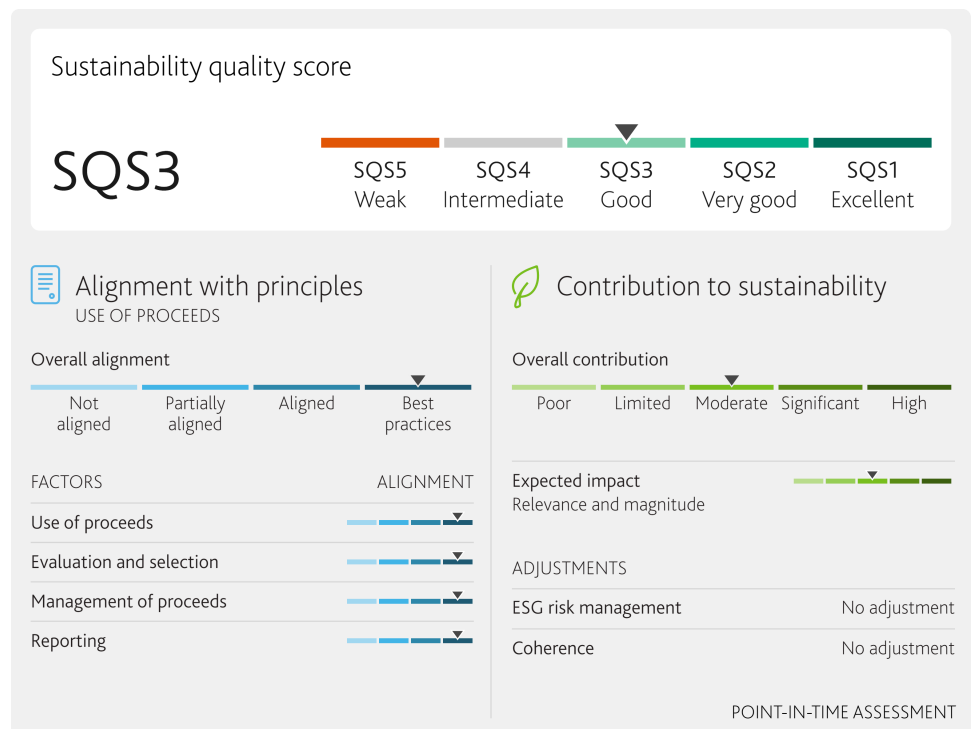 Sustainability quality score
SQS3
SQS5 SQS4 SQS3 SQS2 SQS1
Weak Intermediate Good Very good Excellent
Alignment with principles
USE OF PROCEEDS
Overall alignment
Not aligned
Partially aligned
Aligned
Best practices
FACTORS ALIGNMENT
Use of proceeds
Evaluation and selection
Management of proceeds
Reporting
Contribution to sustainability
Overall contribution
Poor Limited Moderate Significant High
Expected impact
Relevance and magnitude
ADJUSTMENTS
ESG risk management No adjustment
Coherence No adjustment
POINT-IN-TIME ASSESSMENT